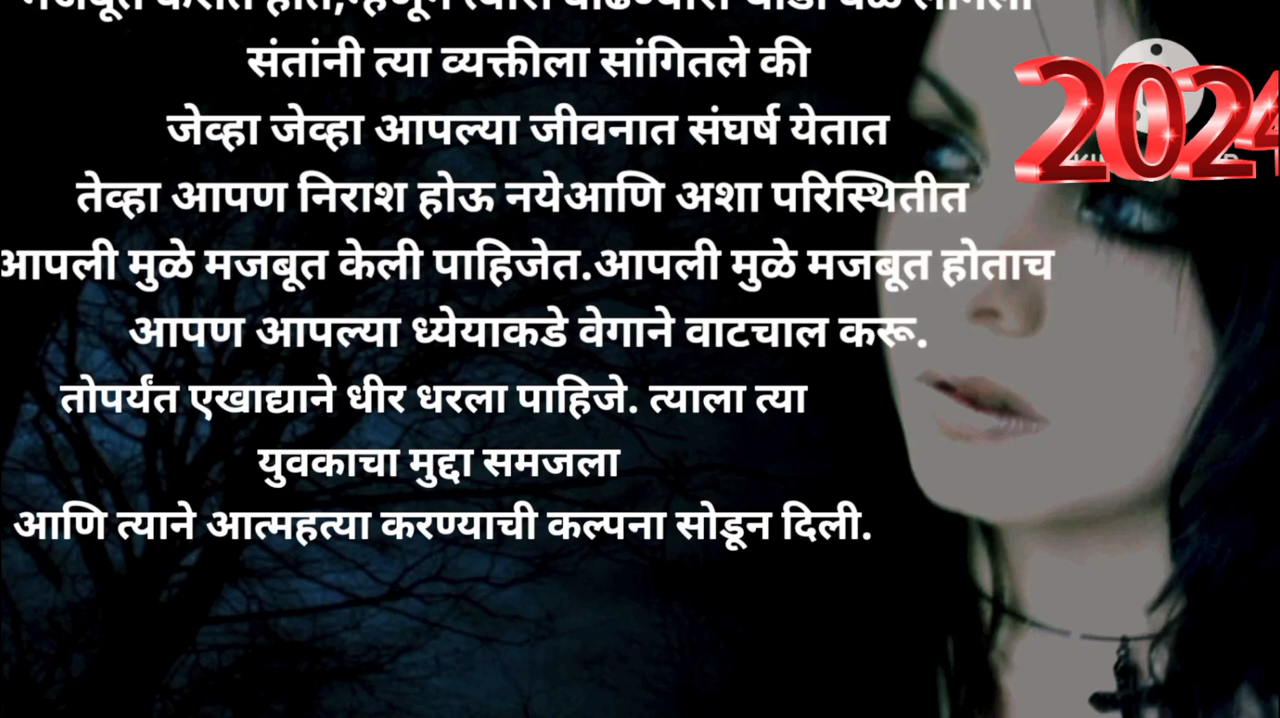 संतांनी त्या व्यक्तीला सांगितले की
जेव्हा जेव्हा आपल्या जीवनात संघर्ष येतात
तेव्हा आपण निराश होऊ नयेआणि अशा परिस्थितीत
आपली मुळे मजबूत केली पाहिजेत.आपली मुळे मजबूत होताच
आपण आपल्या ध्येयाकडे वेगाने वाटचाल करू.
तोपर्यंत एखाद्याने धीर धरला पाहिजे. त्याला त्या
युवकाचा मुद्दा समजला
आणि त्याने आत्महत्या करण्याची कल्पना सोडून दिली.
2024